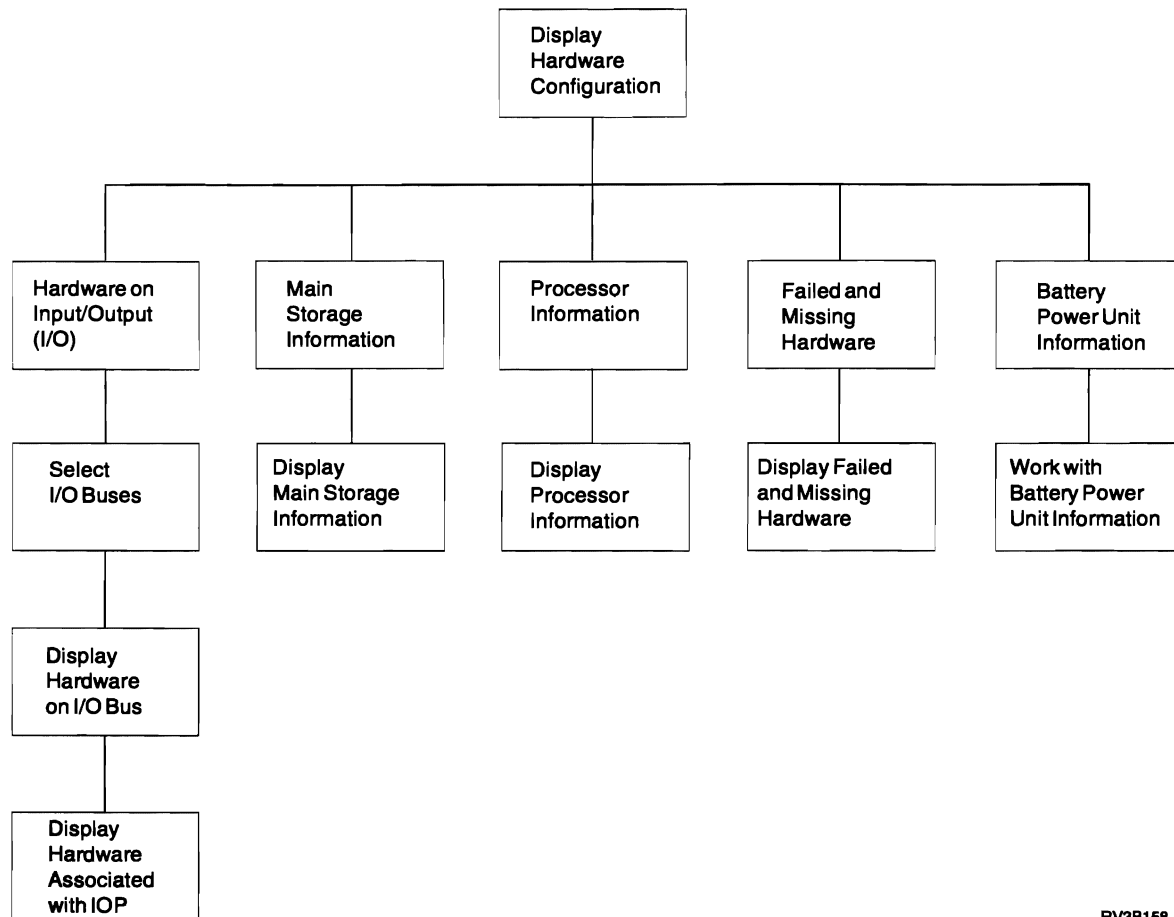 Display
Hardware
Configuration
Hardware on
Input/Output
(I/O)
Main
Storage
Information
Processor
Information
Failed and
Missing
Hardware
Battery
Power Unit
Information
Select
I/O Buses
Display
Main Storage
Information
Display
Processor
Information
Display Failed
and Missing
Hardware
Work with
Battery Power
Unit Information
Display
Hardware
on I/O Bus
Display
Hardware
Associated
with IOP